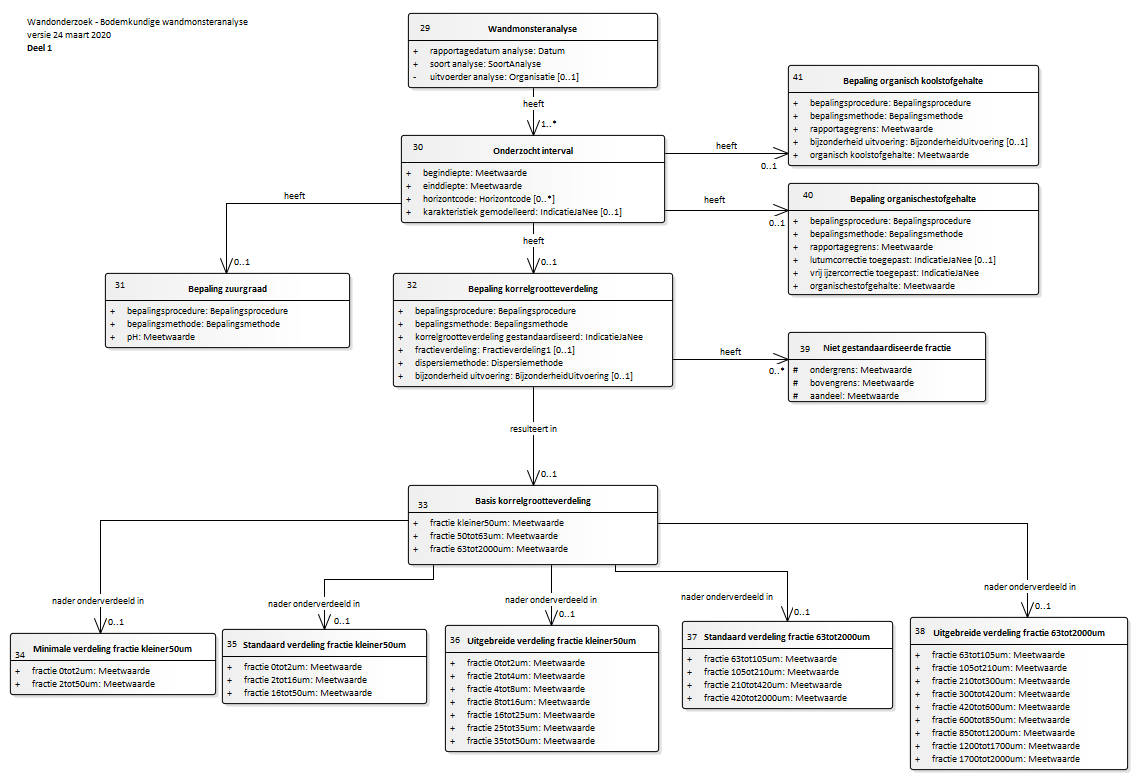 Wandonderzoek - Bodemkundige wandmonsteranalyse
versie 24 maart 2020
Deel 1
29 Wandmonsteranalyse
+ rapportagedatum analyse: Datum
+ soort analyse: SoortAnalyse
- uitvoerder analyse: Organisatie [0..1]
heeft
1..*
30 Onderzocht interval
+ begindiepte: Meetwaarde
+ einddiepte: Meetwaarde
+ horizontcode: Horizontcode [0..*]
+ karakteristiek gemodelleerd: IndicatieJaNee [0..1]
heeft
0..1
41 Bepaling organisch koolstofgehalte
+ bepalingsprocedure: Bepalingsprocedure
+ bepalingsmethode: Bepalingsmethode
+ rapportagegrens: Meetwaarde
+ bijzonderheid uitvoering: BijzonderheidUitvoering [0..1]
+ organisch koolstofgehalte: Meetwaarde
heeft
0..1
40 Bepaling organischestofgehalte
+ bepalingsprocedure: Bepalingsprocedure
+ bepalingsmethode: Bepalingsmethode
+ rapportagegrens: Meetwaarde
+ lutumcorrectie toegepast: IndicatieJaNee [0..1]
+ vrij ijzercorrectie toegepast: IndicatieJaNee
+ organischestofgehalte: Meetwaarde
heeft
0..1
31 Bepaling zuurgraad
+ bepalingsprocedure: Bepalingsprocedure
+ bepalingsmethode: Bepalingsmethode
+ pH: Meetwaarde
heeft
0..1
32 Bepaling korrelgrootteverdeling
+ bepalingsprocedure: Bepalingsprocedure
+ bepalingsmethode: Bepalingsmethode
+ korrelgrootteverdeling gestandaardiseerd: IndicatieJaNee
+ fractieverdeling: Fractieverdeling1 [0..1]
+ dispersiemethode: Dispersiemethode
+ bijzonderheid uitvoering: BijzonderheidUitvoering [0..1]
heeft
0..*
39 Niet gestandaardiseerde fractie
# ondergrens: Meetwaarde
# bovengrens: Meetwaarde
# aandeel: Meetwaarde
resulteert in
0..1
33 Basis korrelgrootteverdeling
+ fractie kleiner50um: Meetwaarde
+ fractie 50tot63um: Meetwaarde
+ fractie 63tot2000um: Meetwaarde
nader onderverdeeld in
0..1
34 Minimale verdeling fractie kleiner50um
+ fractie 0tot2um: Meetwaarde
+ fractie 2tot50um: Meetwaarde
nader onderverdeeld in
0..1
35 Standaard verdeling fractie kleiner50um
+ fractie 0tot2um: Meetwaarde
+ fractie 2tot16um: Meetwaarde
+ fractie 16tot50um: Meetwaarde
nader onderverdeeld in
0..1
36 Uitgebreide verdeling fractie kleiner50um
+ fractie 0tot2um: Meetwaarde
+ fractie 2tot4um: Meetwaarde
+ fractie 4tot8um: Meetwaarde
+ fractie 8tot16um: Meetwaarde
+ fractie 16tot25um: Meetwaarde
+ fractie 25tot35um: Meetwaarde
+ fractie 35tot50um: Meetwaarde
nader onderverdeeld in
0..1
37 Standaard verdeling fractie 63tot2000um
+ fractie 63tot105um: Meetwaarde
+ fractie 105ot210um: Meetwaarde
+ fractie 210tot420um: Meetwaarde
+ fractie 420tot2000um: Meetwaarde
nader onderverdeeld in
0..1
38 Uitgebreide verdeling fractie 63tot2000um
+ fractie 63tot105um: Meetwaarde
+ fractie 105ot210um: Meetwaarde
+ fractie 210tot300um: Meetwaarde
+ fractie 300tot420um: Meetwaarde
+ fractie 420tot600um: Meetwaarde
+ fractie 600tot850um: Meetwaarde
+ fractie 850tot1200um: Meetwaarde
+ fractie 1200tot1700um: Meetwaarde
+ fractie 1700tot2000um: Meetwaarde